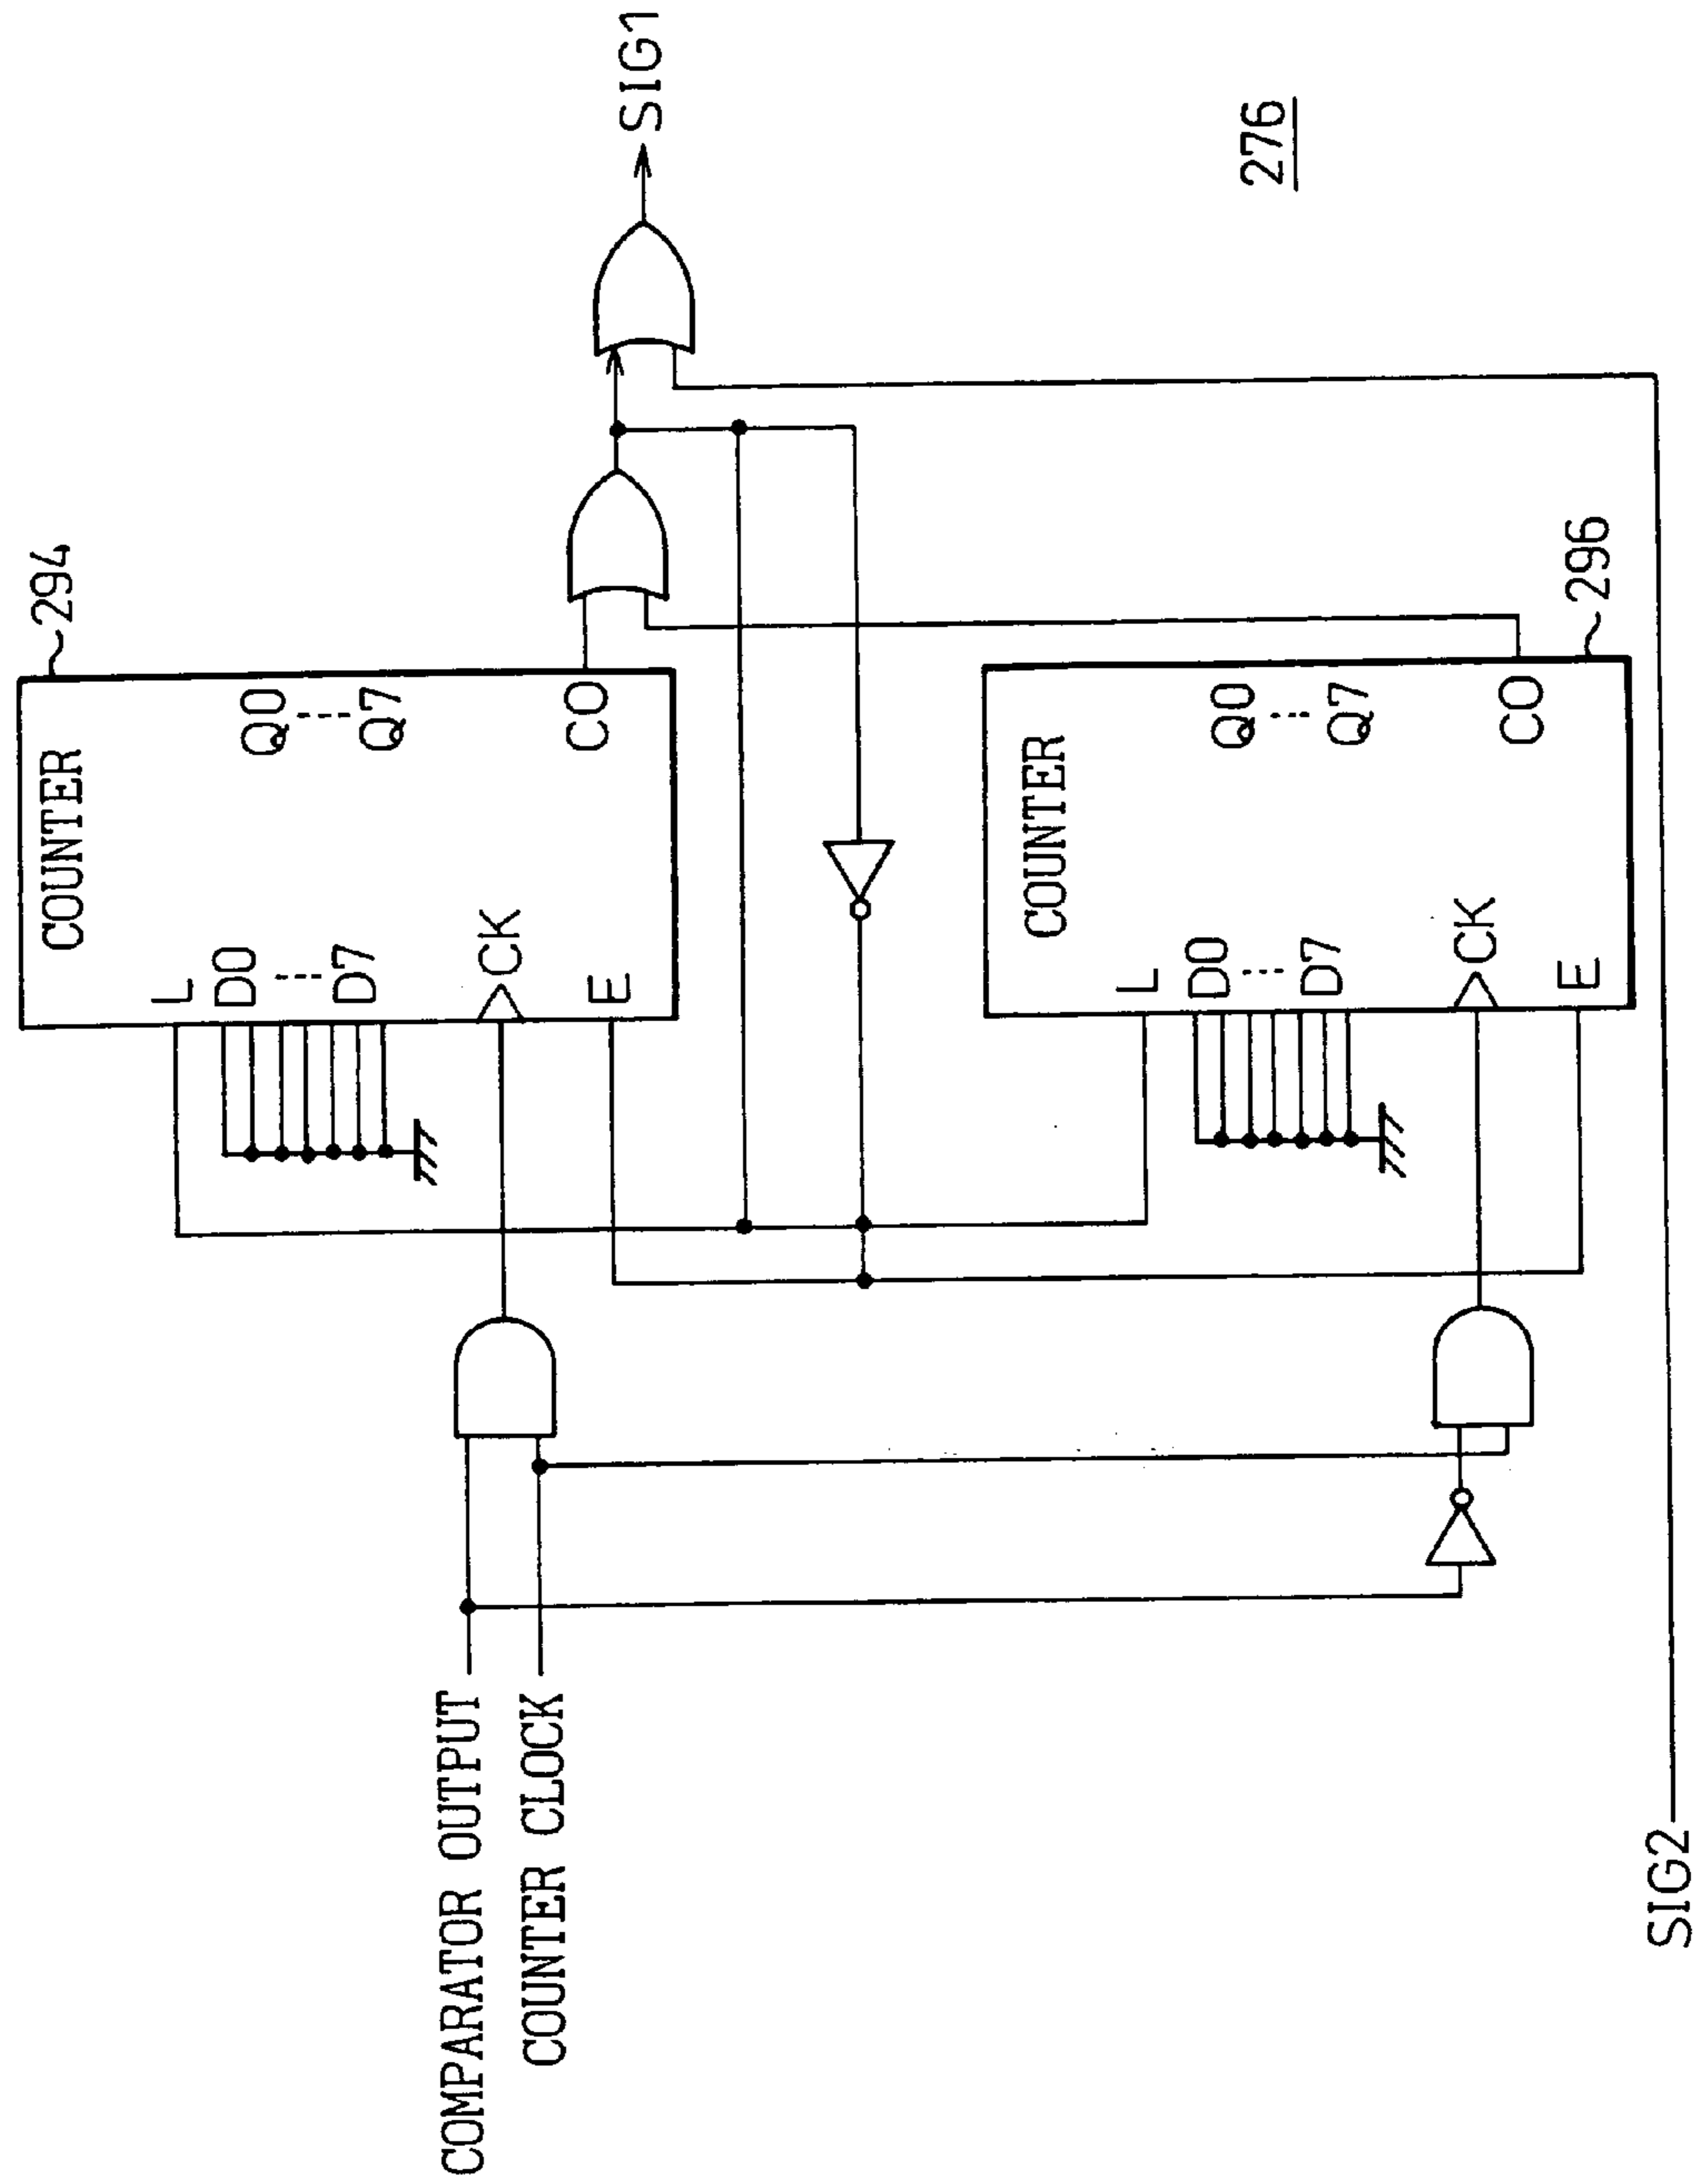 COUNTER
294
L
D0
D7
CK
E
Q0
Q7
CO
SIG1
COMPARATOR OUTPUT
COUNTER CLOCK
COUNTER
L
D0
D7
CK
E
Q0
Q7
CO
296
276
SIG2